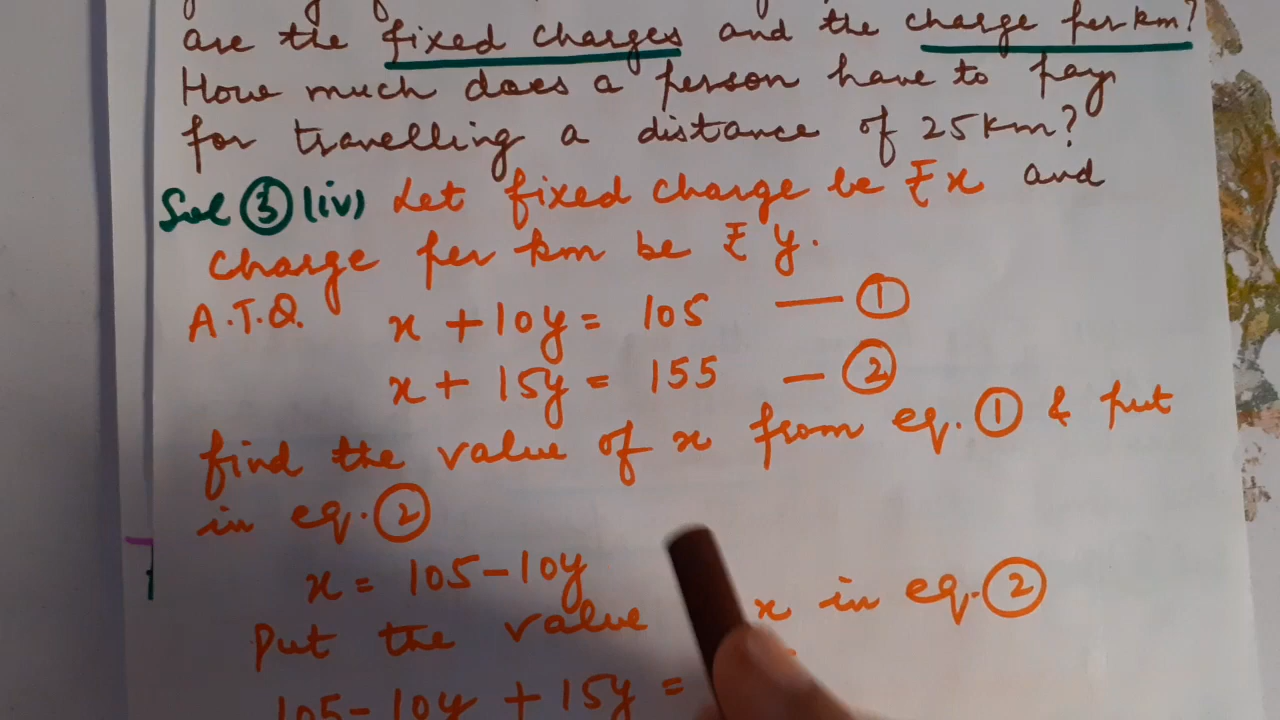 are the fixed charges and the charge per km?
How much does a person have to pay
for travelling a distance of 25km?
Sol ③ (iv) Let fixed charge be ₹ x and
charge per km be ₹ y.
A.T.Q. x + 10y = 105 — ①
x + 15y = 155 — ②
find the value of x from eq. ① & put
in eq. ②
x = 105 - 10y
Put the value x in eq. ②
105 - 10y + 15y =